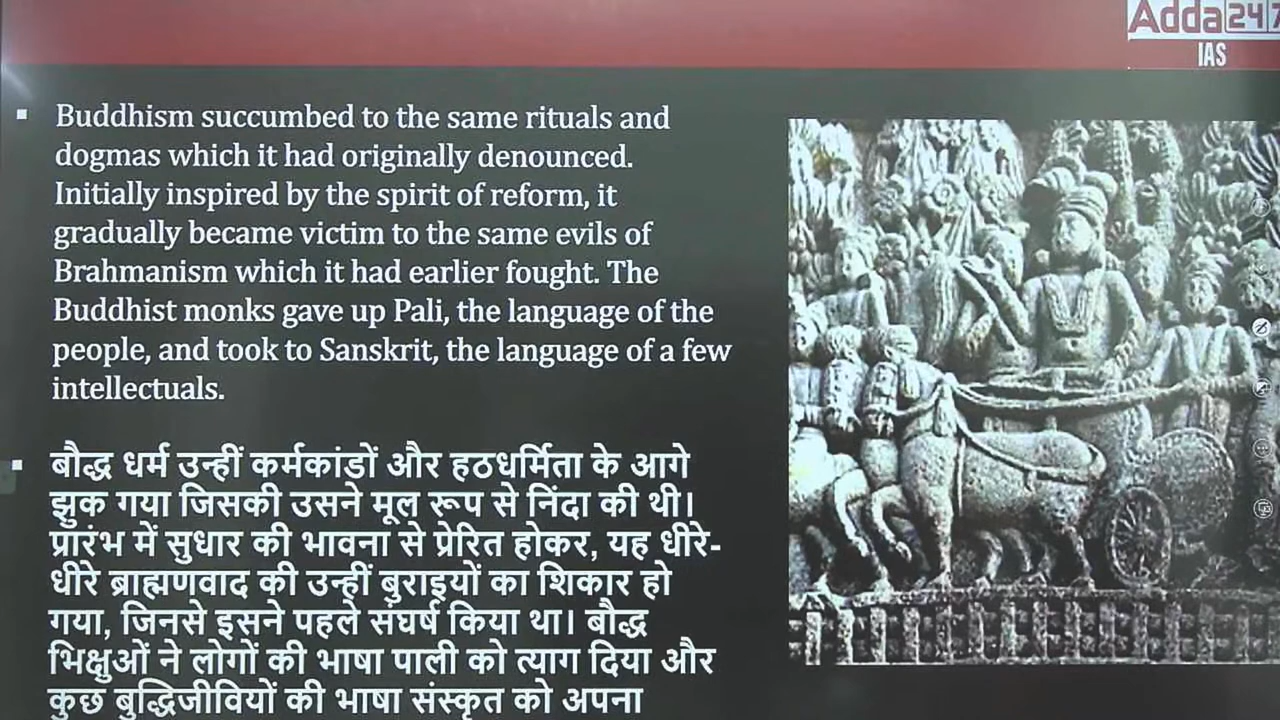 Adda247
IAS
▪ Buddhism succumbed to the same rituals and
dogmas which it had originally denounced.
Initially inspired by the spirit of reform, it
gradually became victim to the same evils of
Brahmanism which it had earlier fought. The
Buddhist monks gave up Pali, the language of the
people, and took to Sanskrit, the language of a few
intellectuals.
▪ बौद्ध धर्म उन्हीं कर्मकांडों और हठधर्मिता के आगे
झुक गया जिसकी उसने मूल रूप से निंदा की थी।
प्रारंभ में सुधार की भावना से प्रेरित होकर, यह धीरे-
धीरे ब्राह्मणवाद की उन्हीं बुराइयों का शिकार हो
गया, जिनसे इसने पहले संघर्ष किया था। बौद्ध
भिक्षुओं ने लोगों की भाषा पाली को त्याग दिया और
कुछ बुद्धिजीवियों की भाषा संस्कृत को अपना